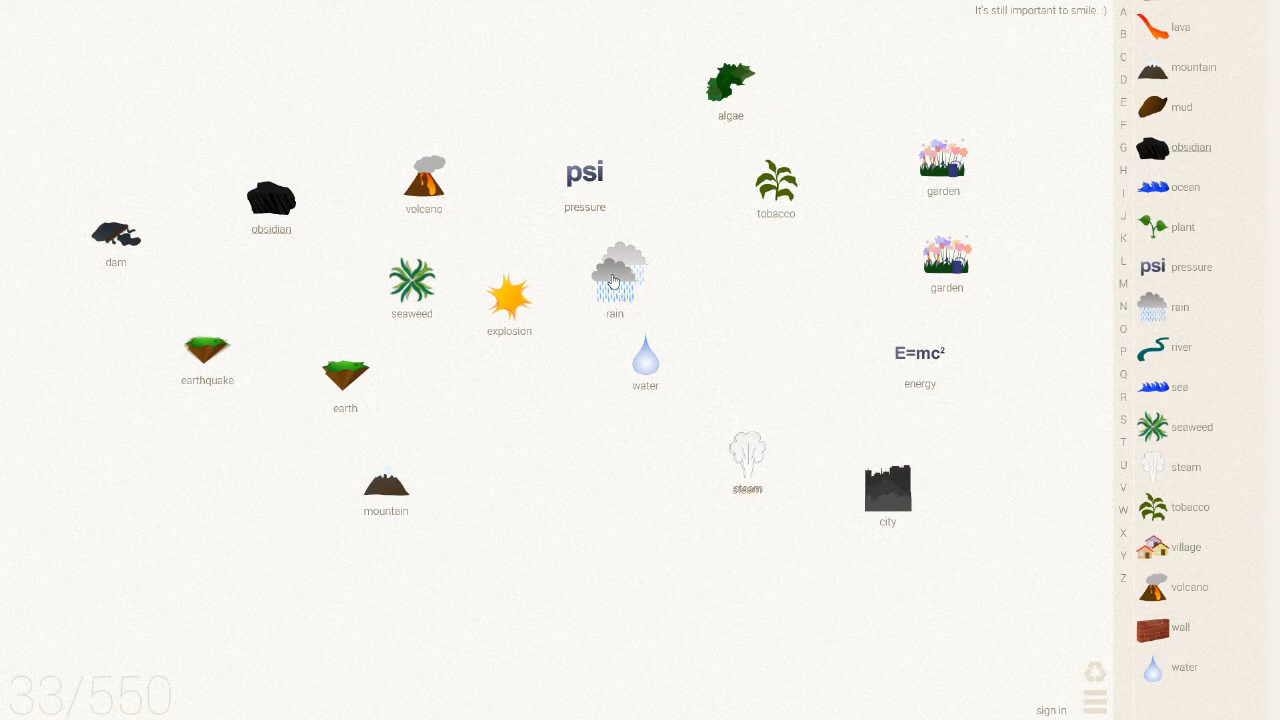 It's still important to smile. :)
algae
psi
volcano
pressure
garden
tobacco
obsidian
dam
garden
seaweed
rain
explosion
earthquake
water
E=mc²
energy
earth
steam
mountain
city
33/550
sign in
A
B
C
D
E
F
G
H
I
J
K
L
M
N
O
P
Q
R
S
T
U
V
W
X
Y
Z
lava
mountain
mud
obsidian
ocean
plant
psi pressure
rain
river
sea
seaweed
steam
tobacco
village
volcano
wall
water